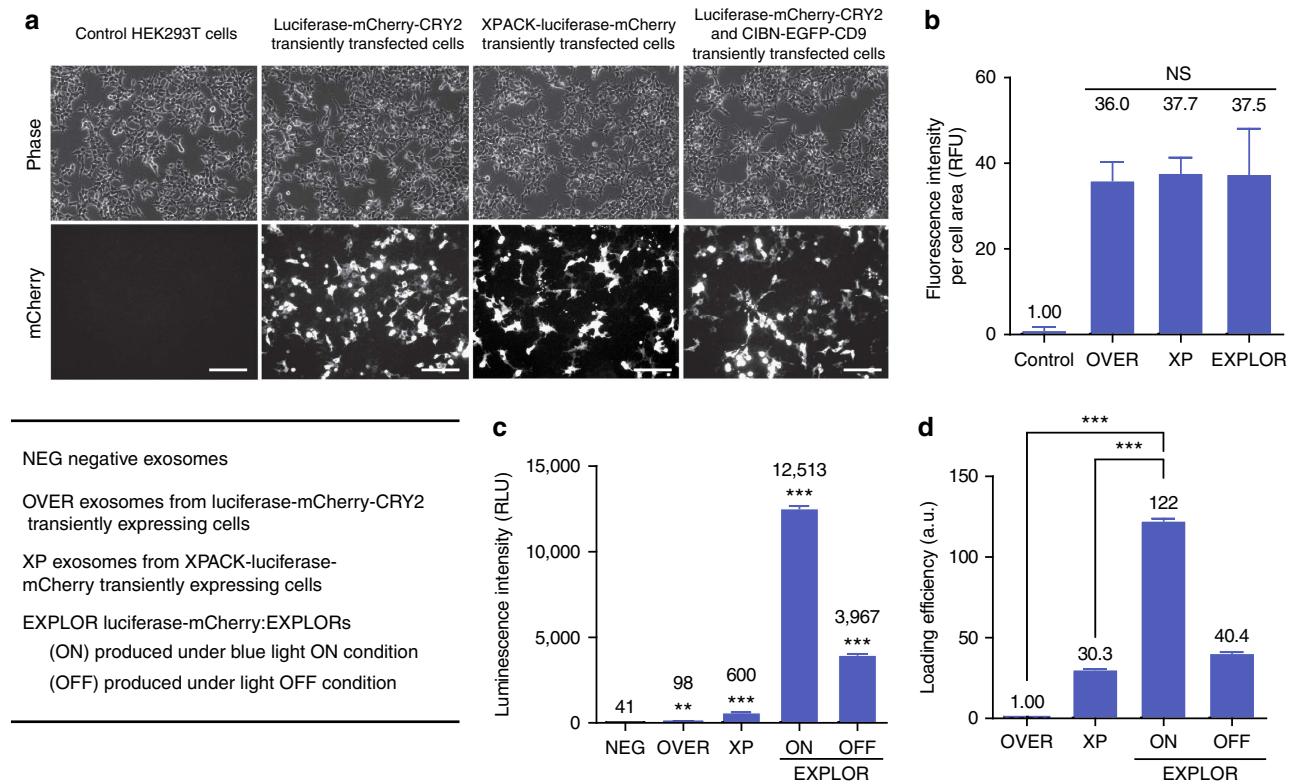 a
Control HEK293T cells
Luciferase-mCherry-CRY2
transiently transfected cells
XPACK-luciferase-mCherry
transiently transfected cells
Luciferase-mCherry-CRY2
and CIBN-EGFP-CD9
transiently transfected cells
Phase
mCherry
b
Fluorescence intensity
per cell area (RFU)
60
40
20
0
NS
1.00
36.0
37.7
37.5
Control
OVER
XP
EXPLOR
NEG negative exosomes
OVER exosomes from luciferase-mCherry-CRY2
transiently expressing cells
XP exosomes from XPACK-luciferase-
mCherry transiently expressing cells
EXPLOR luciferase-mCherry:EXPLORs
(ON) produced under blue light ON condition
(OFF) produced under light OFF condition
c
Luminescence intensity (RLU)
15,000
10,000
5,000
0
41
98
**
600
***
12,513
***
3,967
***
NEG
OVER
XP
ON
OFF
EXPLOR
d
Loading efficiency (a.u.)
150
100
50
0
***
***
1.00
30.3
122
40.4
OVER
XP
ON
OFF
EXPLOR